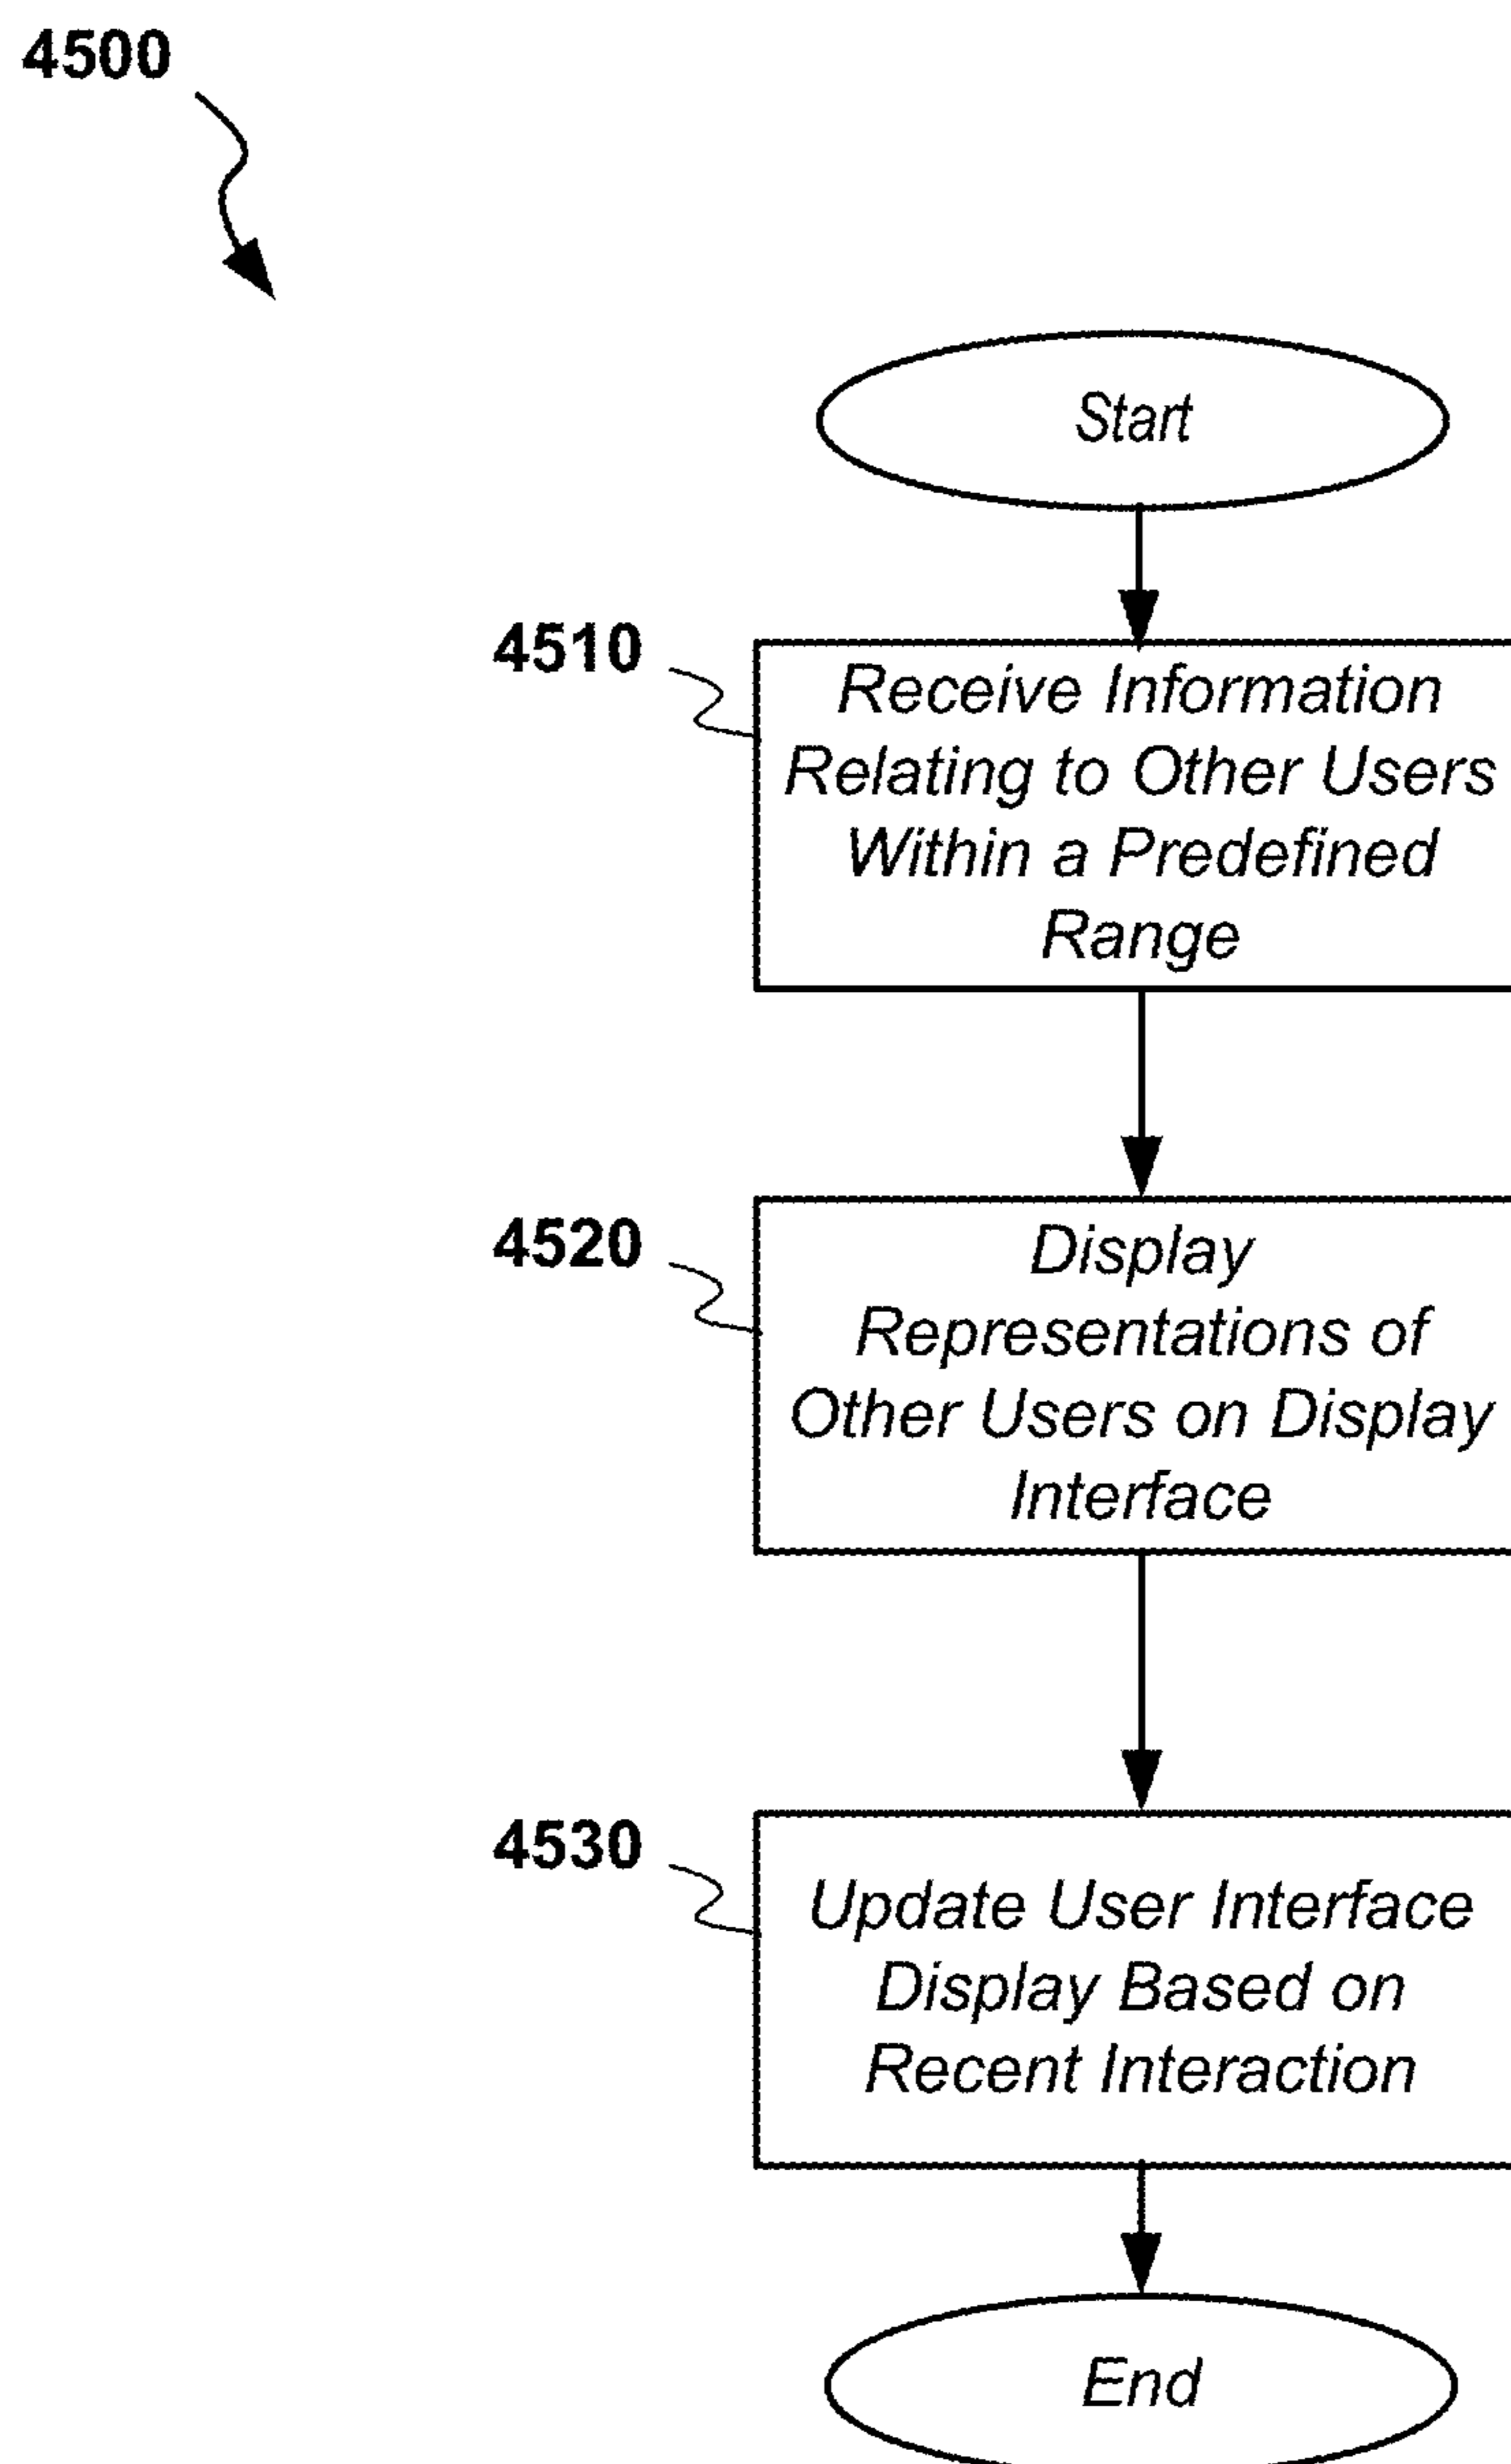 4500
Start
4510
Receive Information
Relating to Other Users
Within a Predefined
Range
4520
Display
Representations of
Other Users on Display
Interface
4530
Update User Interface
Display Based on
Recent Interaction
End